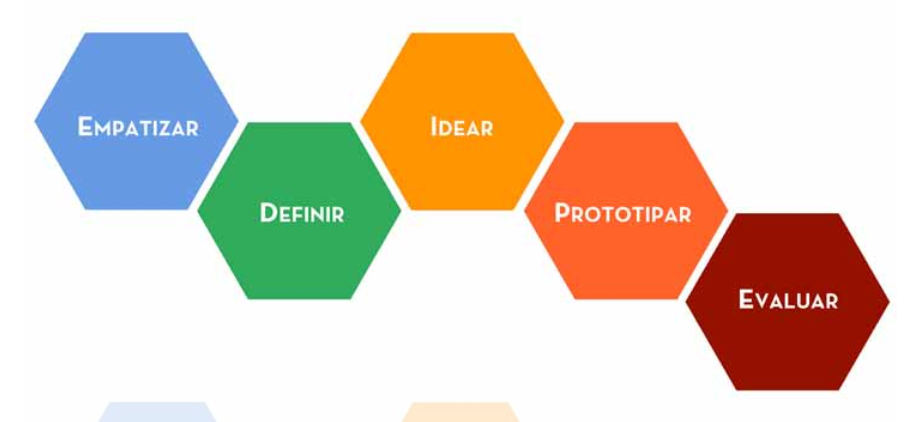 Empatizar
Definir
Idear
Prototipar
Evaluar